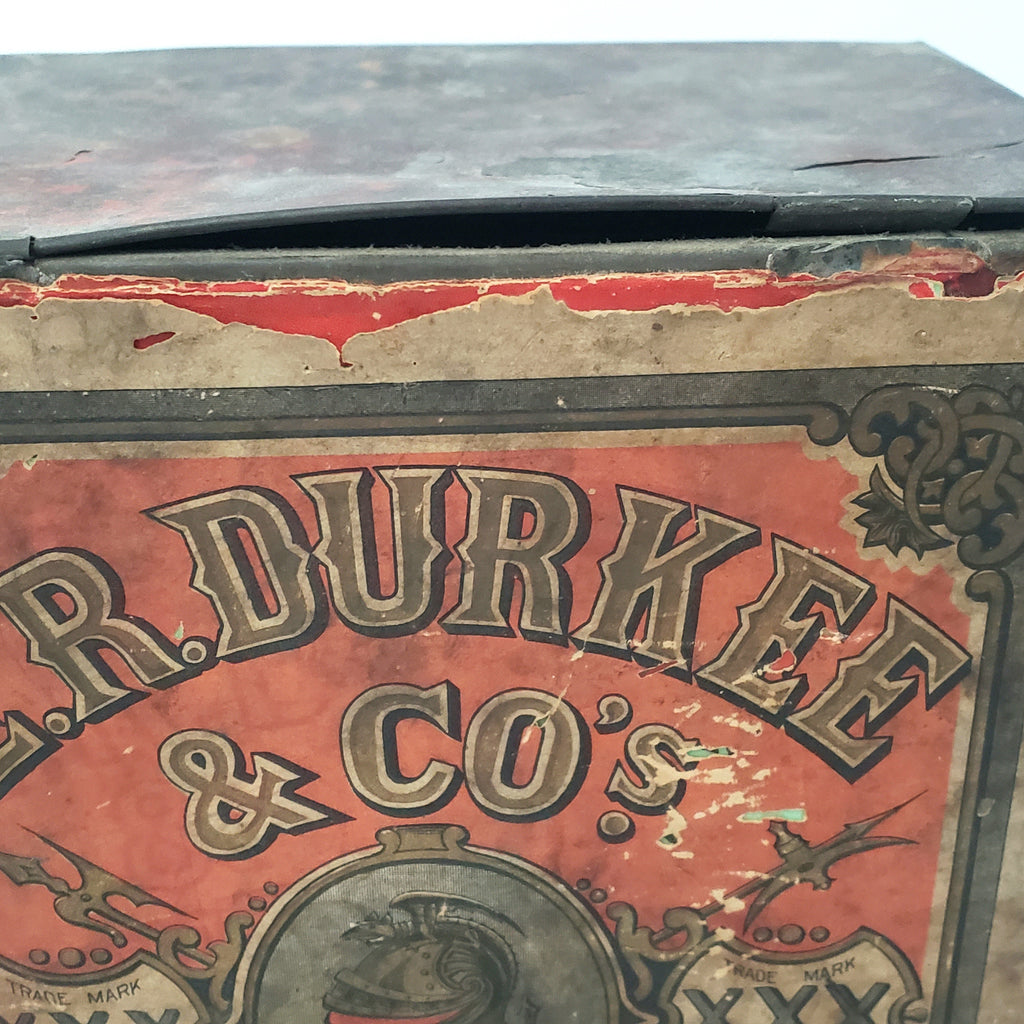 . R. DURKEE
& CO'S.
TRADE MARK
TRADE MARK
XXX